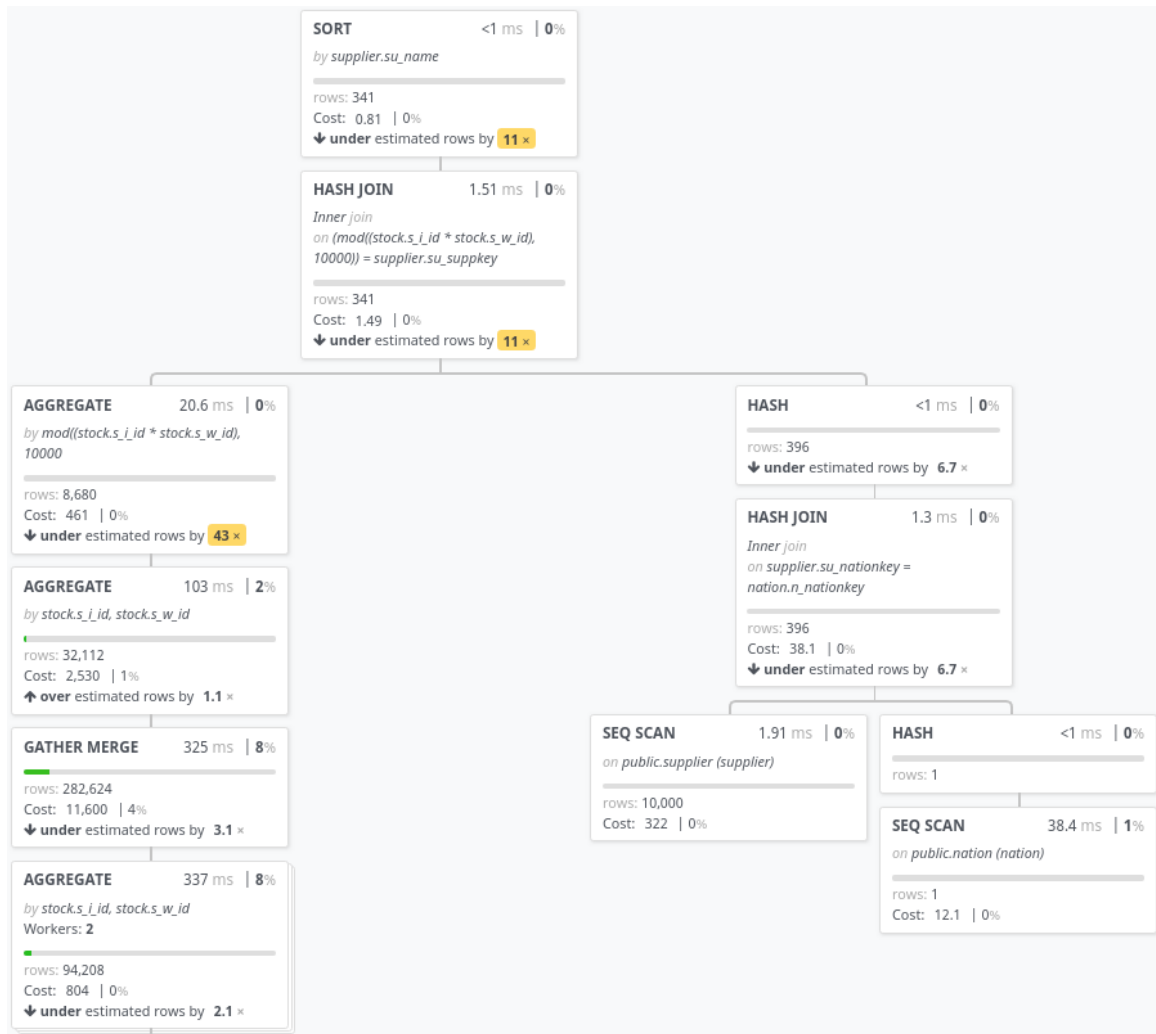 SORT <1 ms | 0%
by supplier.su_name
rows: 341
Cost: 0.81 | 0%
under estimated rows by 11 ×
HASH JOIN 1.51 ms | 0%
Inner join
on (mod((stock.s_i_id * stock.s_w_id),
10000)) = supplier.su_suppkey
rows: 341
Cost: 1.49 | 0%
under estimated rows by 11 ×
AGGREGATE 20.6 ms | 0%
by mod((stock.s_i_id * stock.s_w_id),
10000
rows: 8,680
Cost: 461 | 0%
under estimated rows by 43 ×
AGGREGATE 103 ms | 2%
by stock.s_i_id, stock.s_w_id
rows: 32,112
Cost: 2,530 | 1%
over estimated rows by 1.1 ×
GATHER MERGE 325 ms | 8%
rows: 282,624
Cost: 11,600 | 4%
under estimated rows by 3.1 ×
AGGREGATE 337 ms | 8%
by stock.s_i_id, stock.s_w_id
Workers: 2
rows: 94,208
Cost: 804 | 0%
under estimated rows by 2.1 ×
HASH <1 ms | 0%
rows: 396
under estimated rows by 6.7 ×
HASH JOIN 1.3 ms | 0%
Inner join
on supplier.su_nationkey =
nation.n_nationkey
rows: 396
Cost: 38.1 | 0%
under estimated rows by 6.7 ×
SEQ SCAN 1.91 ms | 0%
on public.supplier (supplier)
rows: 10,000
Cost: 322 | 0%
HASH <1 ms | 0%
rows: 1
SEQ SCAN 38.4 ms | 1%
on public.nation (nation)
rows: 1
Cost: 12.1 | 0%